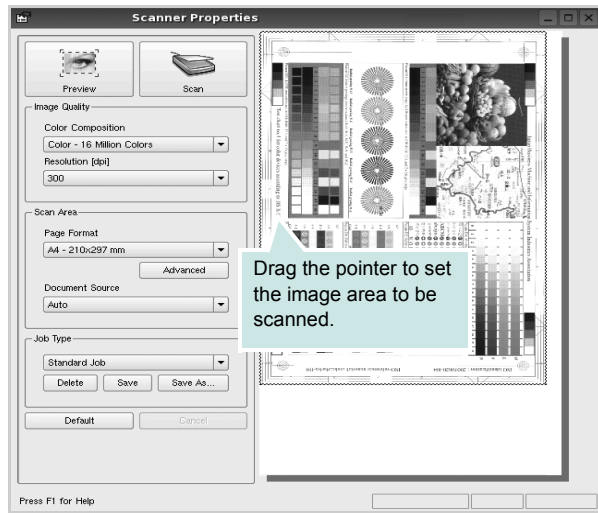 Scanner Properties
Preview
Scan
Image Quality
Color Composition
Color - 16 Million Colors
Resolution [dpi]
300
Scan Area
Page Format
A4 - 210x297 mm
Advanced
Document Source
Auto
Job Type
Standard Job
Delete
Save
Save As...
Default
Cancel
Press F1 for Help
Drag the pointer to set
the image area to be
scanned.